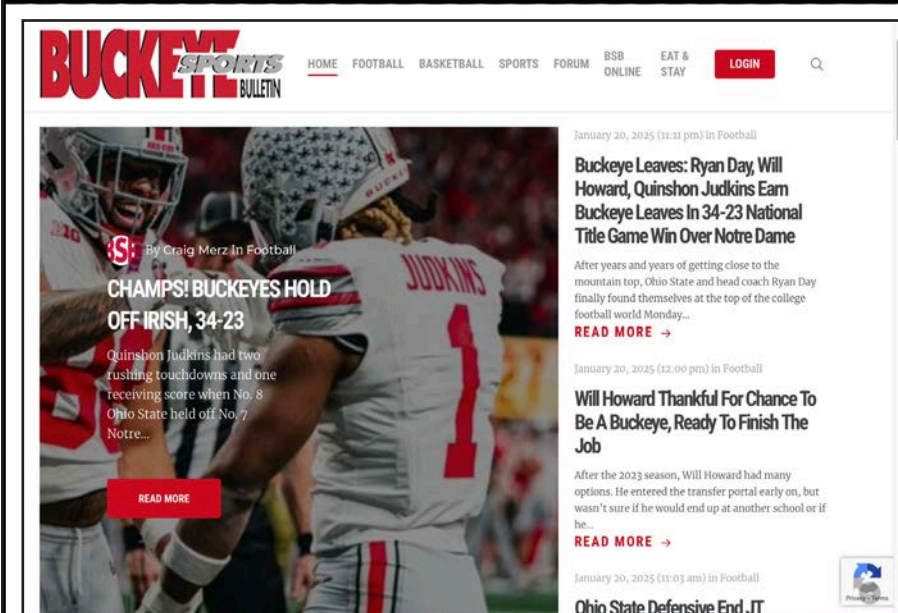 BUCKEYE
SPORTS
BULLETIN
HOME FOOTBALL BASKETBALL SPORTS FORUM BSB ONLINE EAT & STAY LOGIN
BSB By Craig Merz In Football
CHAMPS! BUCKEYES HOLD
OFF IRISH, 34-23
Quinshon Judkins had two
rushing touchdowns and one
receiving score when No. 8
Ohio State held off No. 7
Notre...
READ MORE
BUCKEYES
JUDKINS
1
January 20, 2025 (11:11 pm) in Football
Buckeye Leaves: Ryan Day, Will
Howard, Quinshon Judkins Earn
Buckeye Leaves In 34-23 National
Title Game Win Over Notre Dame
After years and years of getting close to the
mountain top, Ohio State and head coach Ryan Day
finally found themselves at the top of the college
football world Monday...
READ MORE →
January 20, 2025 (12:00 pm) in Football
Will Howard Thankful For Chance To
Be A Buckeye, Ready To Finish The
Job
After the 2023 season, Will Howard had many
options. He entered the transfer portal early on, but
wasn't sure if he would end up at another school or if
he...
READ MORE →
January 20, 2025 (11:03 am) in Football
Ohio State Defensive End JT
Privacy - Terms